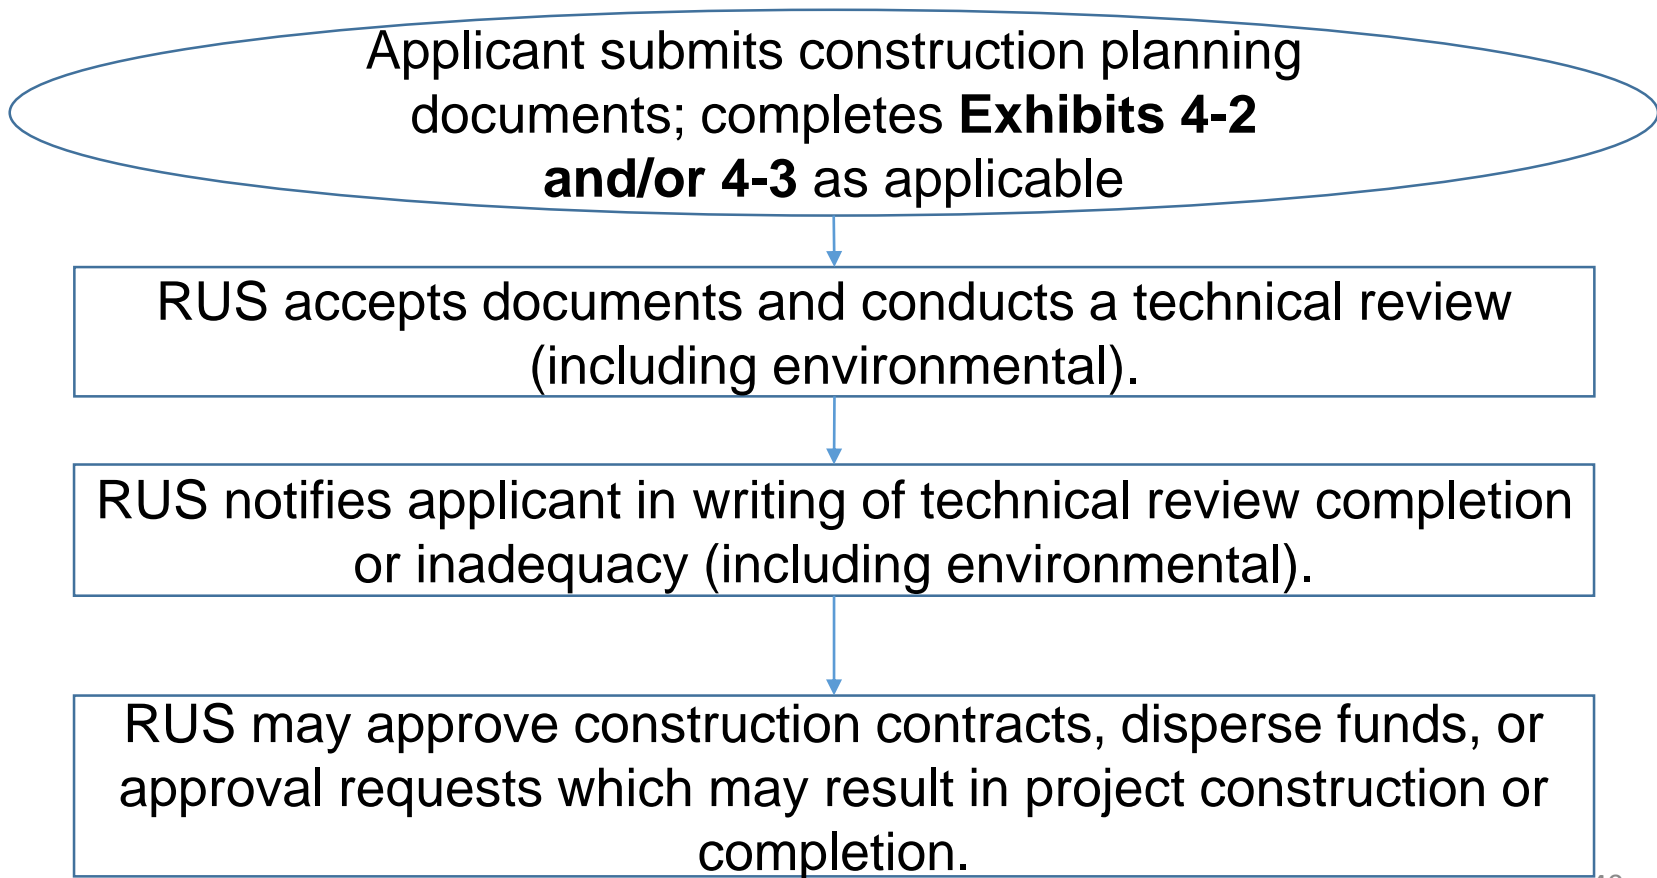 Applicant submits construction planning
documents; completes Exhibits 4-2
and/or 4-3 as applicable
RUS accepts documents and conducts a technical review
(including environmental).
RUS notifies applicant in writing of technical review completion
or inadequacy (including environmental).
RUS may approve construction contracts, disperse funds, or
approval requests which may result in project construction or
completion.